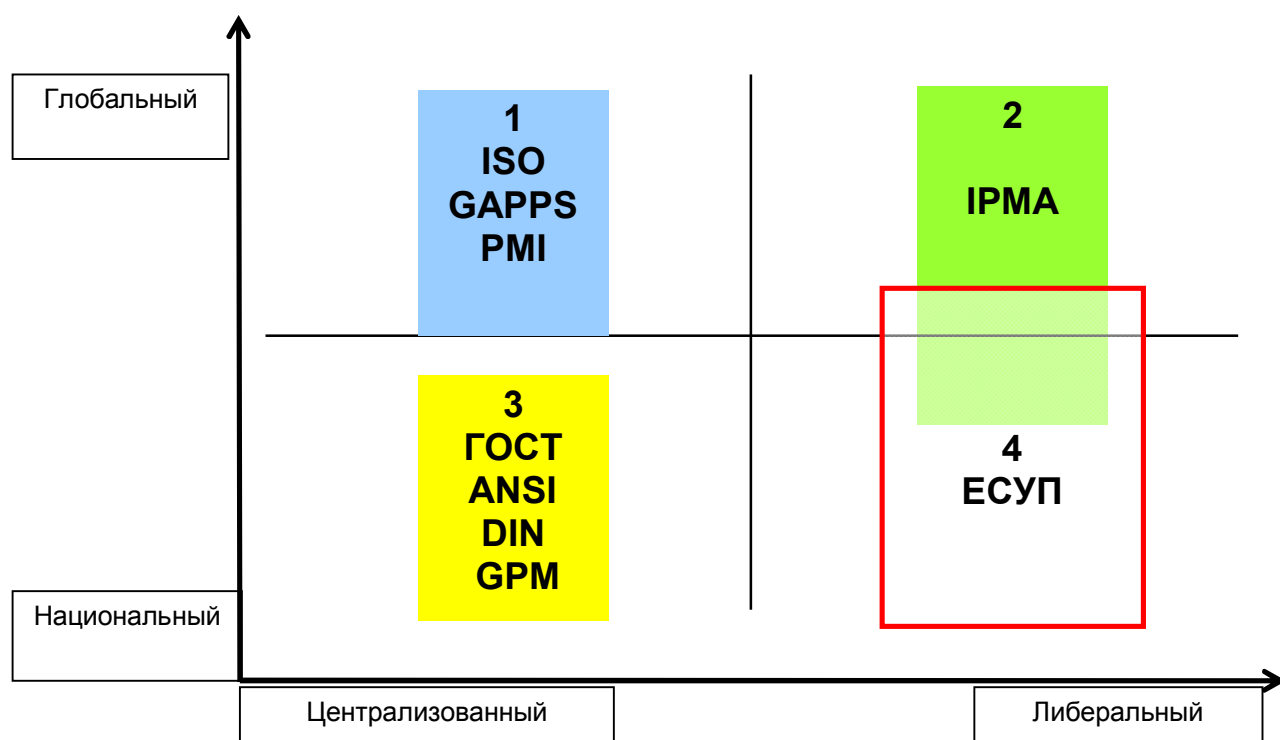 Глобальный
1
ISO
GAPPS
PMI
2
IPMA
3
ГОСТ
ANSI
DIN
GPM
4
ЕСУП
Национальный
Централизованный
Либеральный